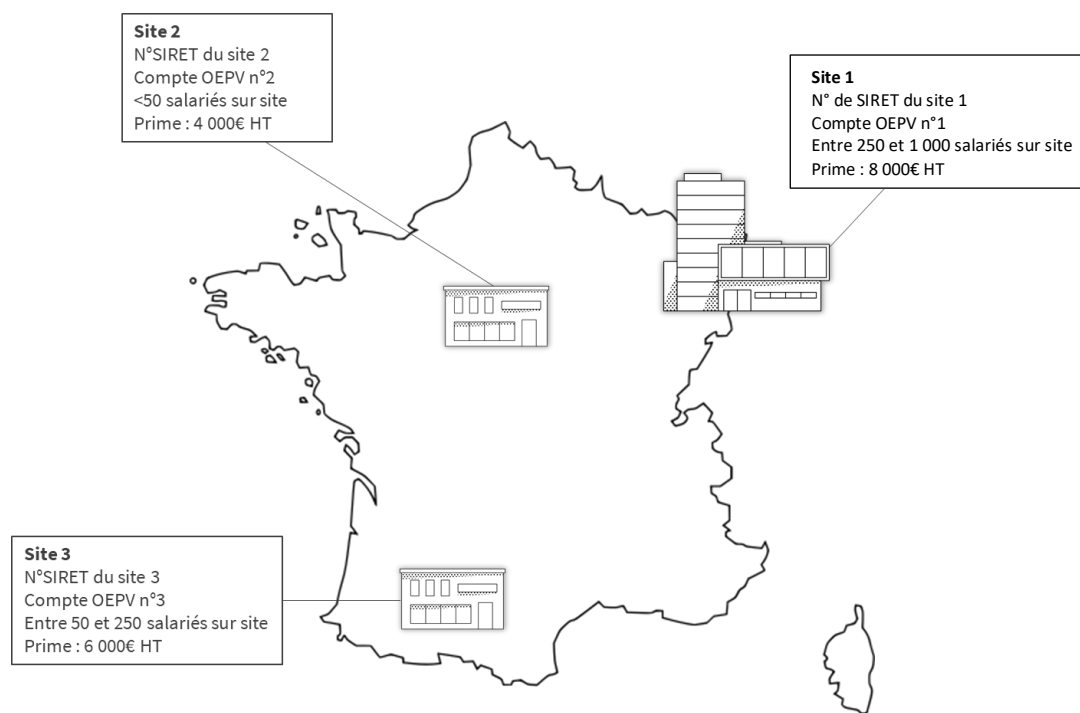 Site 2
N°SIRET du site 2
Compte OEPV n°2
<50 salariés sur site
Prime : 4 000€ HT
Site 1
N° de SIRET du site 1
Compte OEPV n°1
Entre 250 et 1 000 salariés sur site
Prime : 8 000€ HT
Site 3
N°SIRET du site 3
Compte OEPV n°3
Entre 50 et 250 salariés sur site
Prime : 6 000€ HT